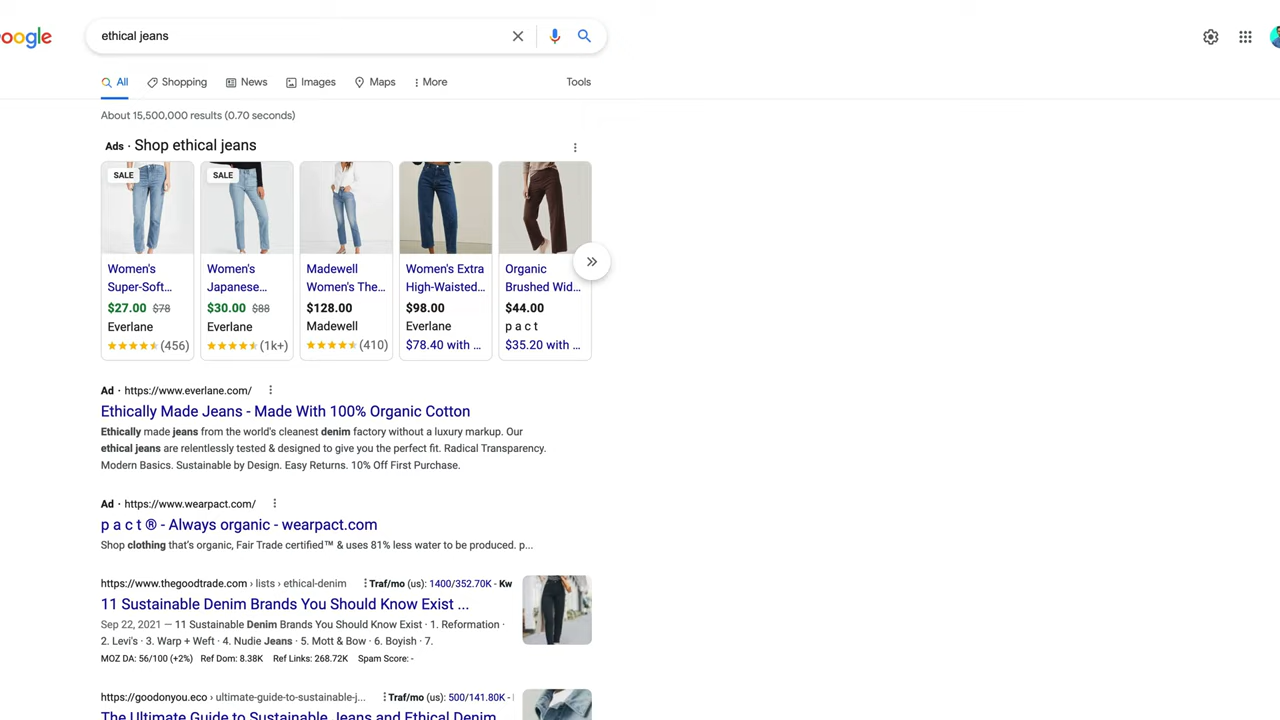 oogle
ethical jeans
All
Shopping
News
Images
Maps
More
Tools
About 15,500,000 results (0.70 seconds)
Ads · Shop ethical jeans
SALE
SALE
Women's Super-Soft...
$27.00 $78
Everlane
(456)
Women's Japanese...
$30.00 $88
Everlane
(1k+)
Madewell Women's The...
$128.00
Madewell
(410)
Women's Extra High-Waisted...
$98.00
Everlane
$78.40 with ...
Organic Brushed Wid...
$44.00
p a c t
$35.20 with ...
Ad · https://www.everlane.com/
Ethically Made Jeans - Made With 100% Organic Cotton
Ethically made jeans from the world's cleanest denim factory without a luxury markup. Our
ethical jeans are relentlessly tested & designed to give you the perfect fit. Radical Transparency.
Modern Basics. Sustainable by Design. Easy Returns. 10% Off First Purchase.
Ad · https://www.wearpact.com/
p a c t ® - Always organic - wearpact.com
Shop clothing that's organic, Fair Trade certified™ & uses 81% less water to be produced. p...
https://www.thegoodtrade.com › lists › ethical-denim Traf/mo (us): 1400/352.70K - Kw
11 Sustainable Denim Brands You Should Know Exist ...
Sep 22, 2021 — 11 Sustainable Denim Brands You Should Know Exist · 1. Reformation ·
2. Levi's · 3. Warp + Weft · 4. Nudie Jeans · 5. Mott & Bow · 6. Boyish · 7.
MOZ DA: 56/100 (+2%) Ref Dom: 8.38K Ref Links: 268.72K Spam Score: -
https://goodonyou.eco › ultimate-guide-to-sustainable-j... Traf/mo (us): 500/141.80K -
The Ultimate Guide to Sustainable Jeans and Ethical Denim